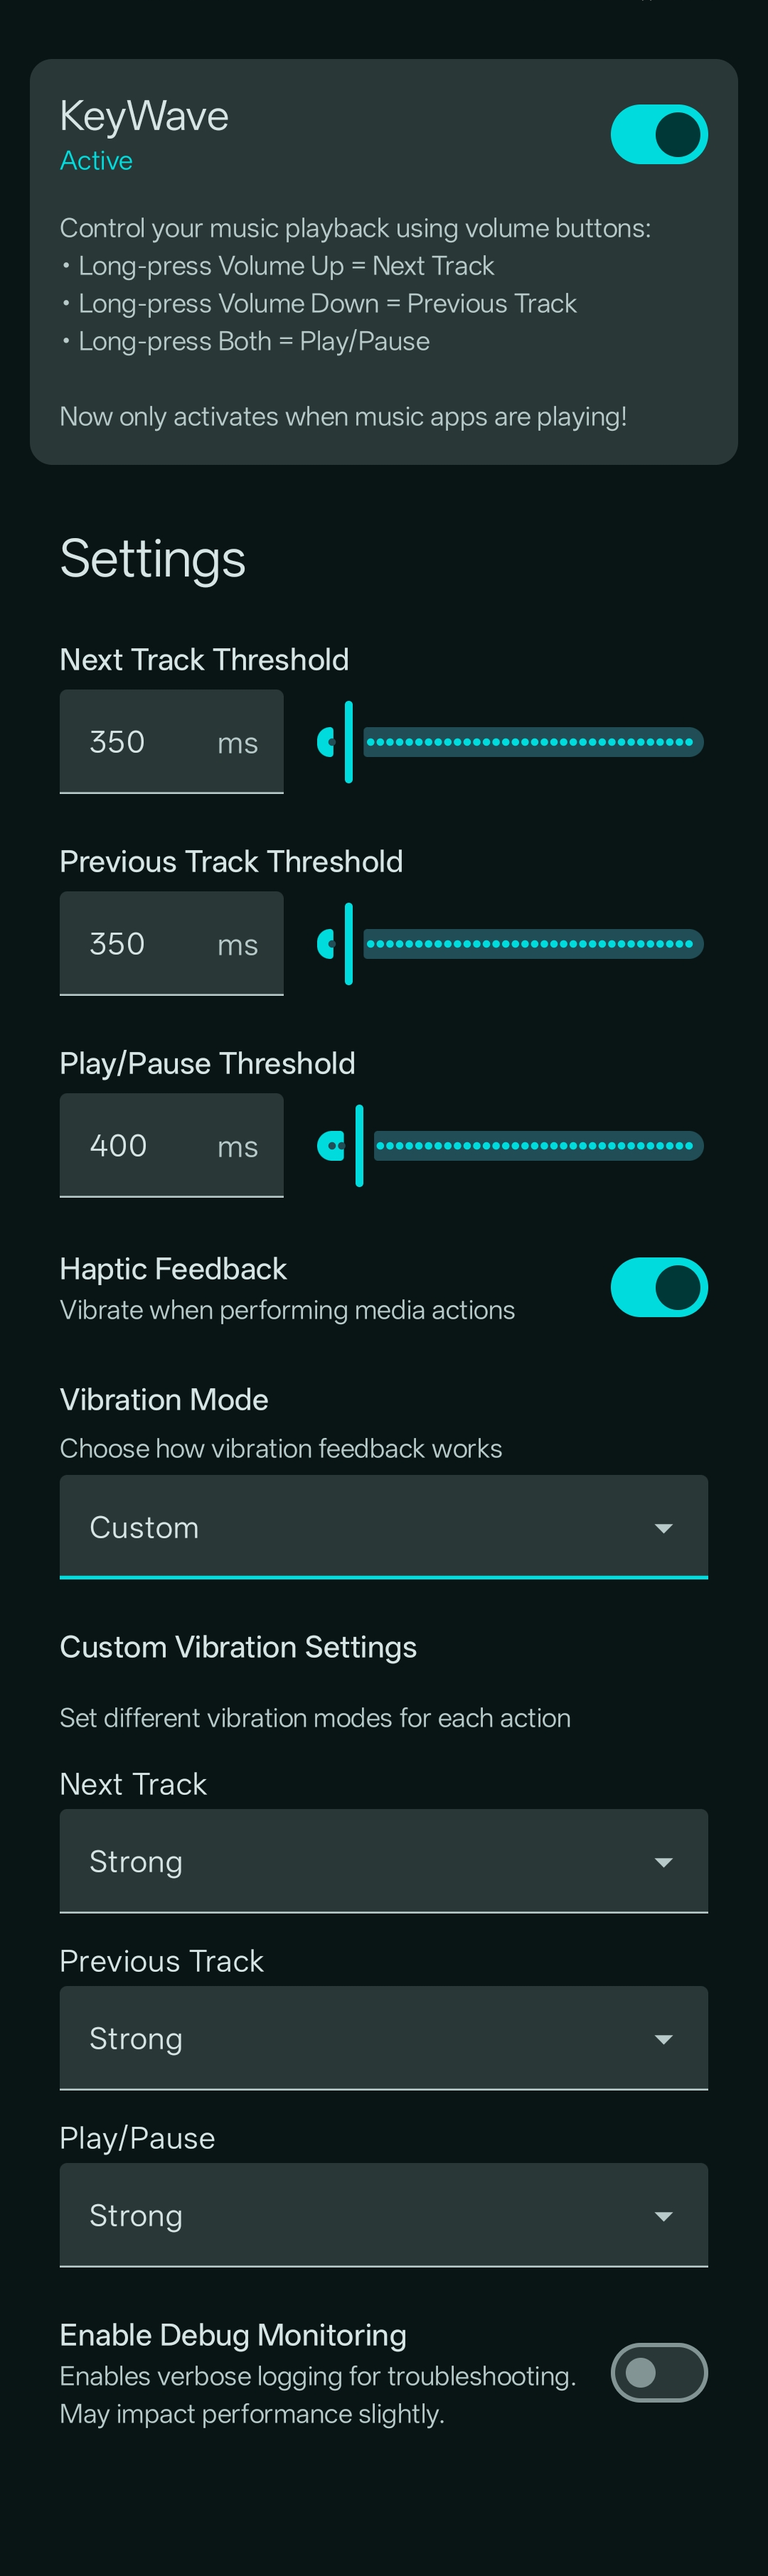 KeyWave
Active
Control your music playback using volume buttons:
• Long-press Volume Up = Next Track
• Long-press Volume Down = Previous Track
• Long-press Both = Play/Pause
Now only activates when music apps are playing!
Settings
Next Track Threshold
350 ms
Previous Track Threshold
350 ms
Play/Pause Threshold
400 ms
Haptic Feedback
Vibrate when performing media actions
Vibration Mode
Choose how vibration feedback works
Custom
Custom Vibration Settings
Set different vibration modes for each action
Next Track
Strong
Previous Track
Strong
Play/Pause
Strong
Enable Debug Monitoring
Enables verbose logging for troubleshooting.
May impact performance slightly.